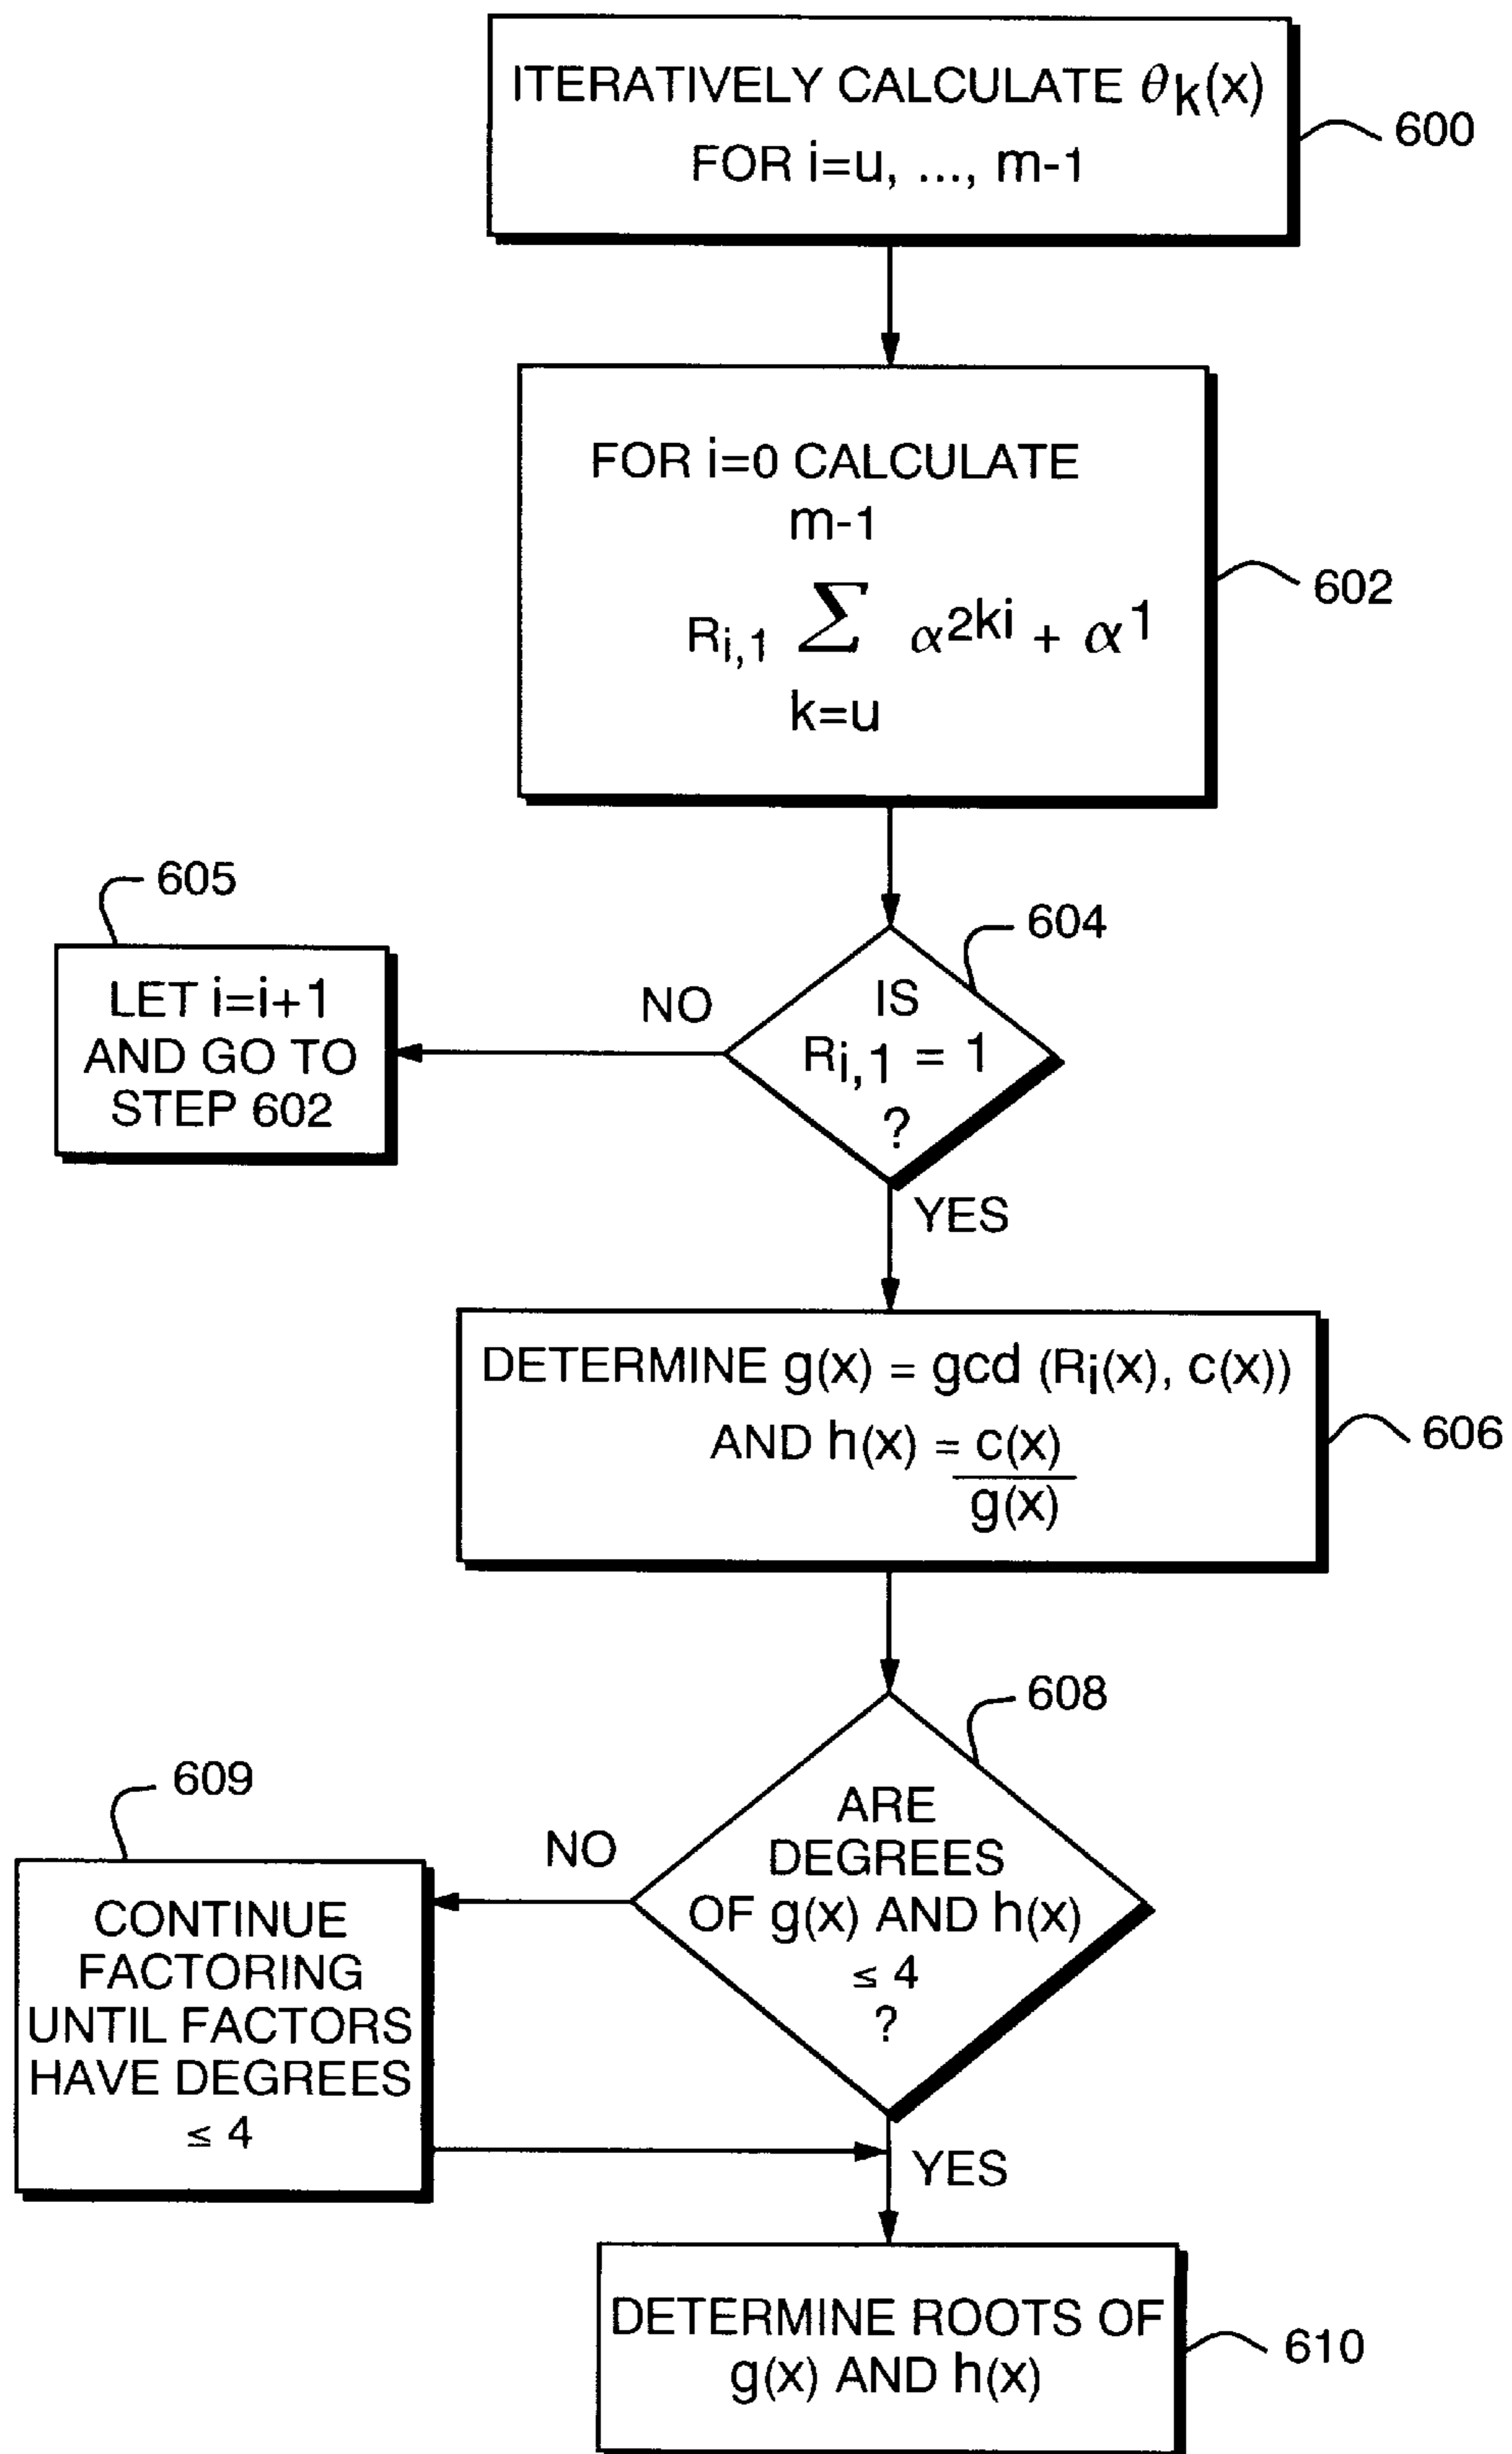 ITERATIVELY CALCULATE θk(x)
FOR i=u, ..., m-1
600
FOR i=0 CALCULATE
m-1
Ri,1 ∑ α2ki + α1
k=u
602
605
LET i=i+1
AND GO TO
STEP 602
NO
604
IS
Ri,1 = 1
?
YES
DETERMINE g(x) = gcd (Ri(x), c(x))
AND h(x) = c(x)
g(x)
606
608
ARE
DEGREES
OF g(x) AND h(x)
≤ 4
?
NO
609
CONTINUE
FACTORING
UNTIL FACTORS
HAVE DEGREES
≤ 4
YES
DETERMINE ROOTS OF
g(x) AND h(x)
610